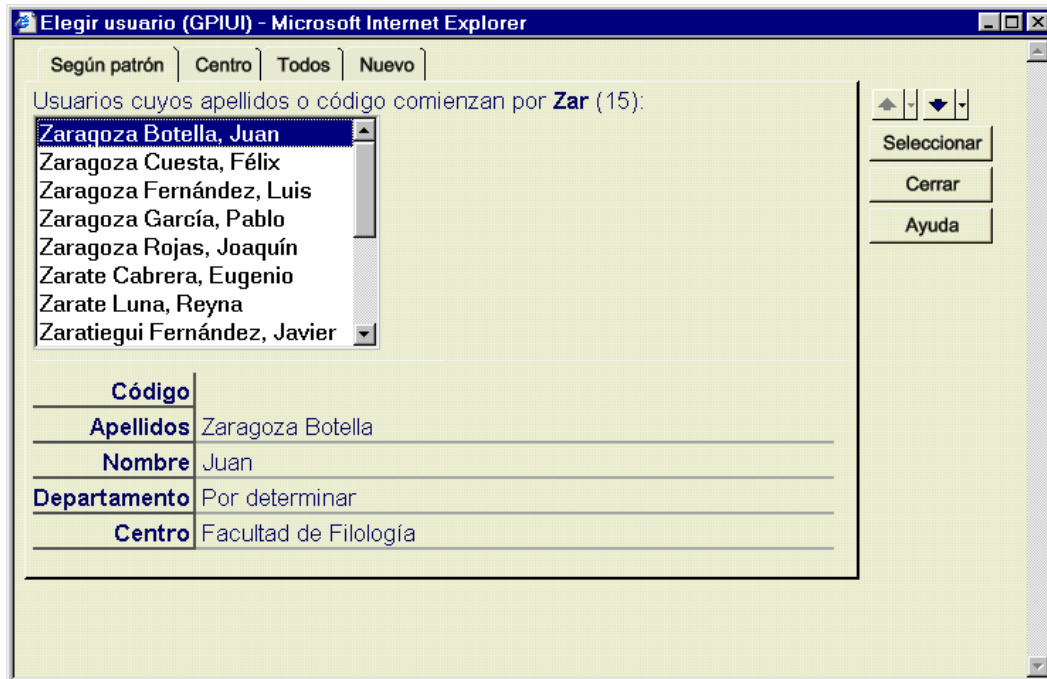 Elegir usuario (GPIUI) - Microsoft Internet Explorer
Según patrón Centro Todos Nuevo
Usuarios cuyos apellidos o código comienzan por Zar (15):
Zaragoza Botella, Juan
Zaragoza Cuesta, Félix
Zaragoza Fernández, Luis
Zaragoza García, Pablo
Zaragoza Rojas, Joaquín
Zarate Cabrera, Eugenio
Zarate Luna, Reyna
Zaratiegui Fernández, Javier
Seleccionar
Cerrar
Ayuda
Código
Apellidos Zaragoza Botella
Nombre Juan
Departamento Por determinar
Centro Facultad de Filología